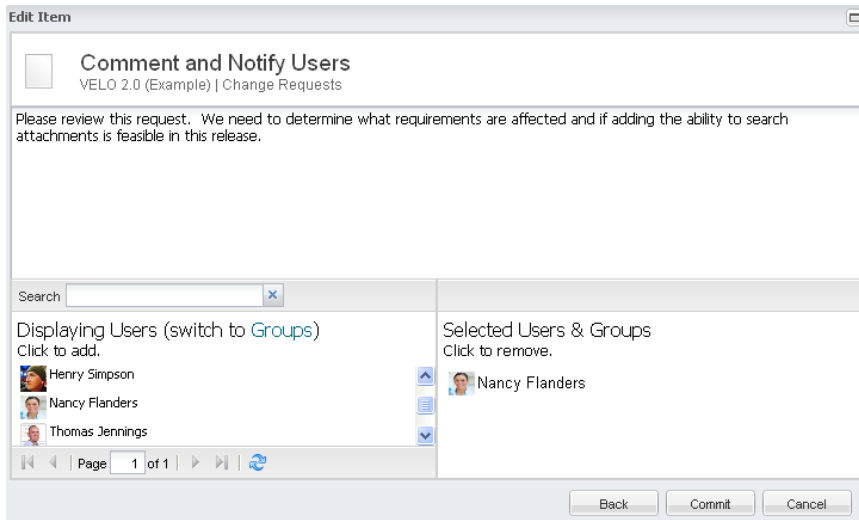 Edit Item
Comment and Notify Users
VELO 2.0 (Example) | Change Requests
Please review this request.  We need to determine what requirements are affected and if adding the ability to search
attachments is feasible in this release.
Search
Displaying Users (switch to Groups)
Click to add.
Henry Simpson
Nancy Flanders
Thomas Jennings
Page 1 of 1
Selected Users & Groups
Click to remove.
Nancy Flanders
Back Commit Cancel